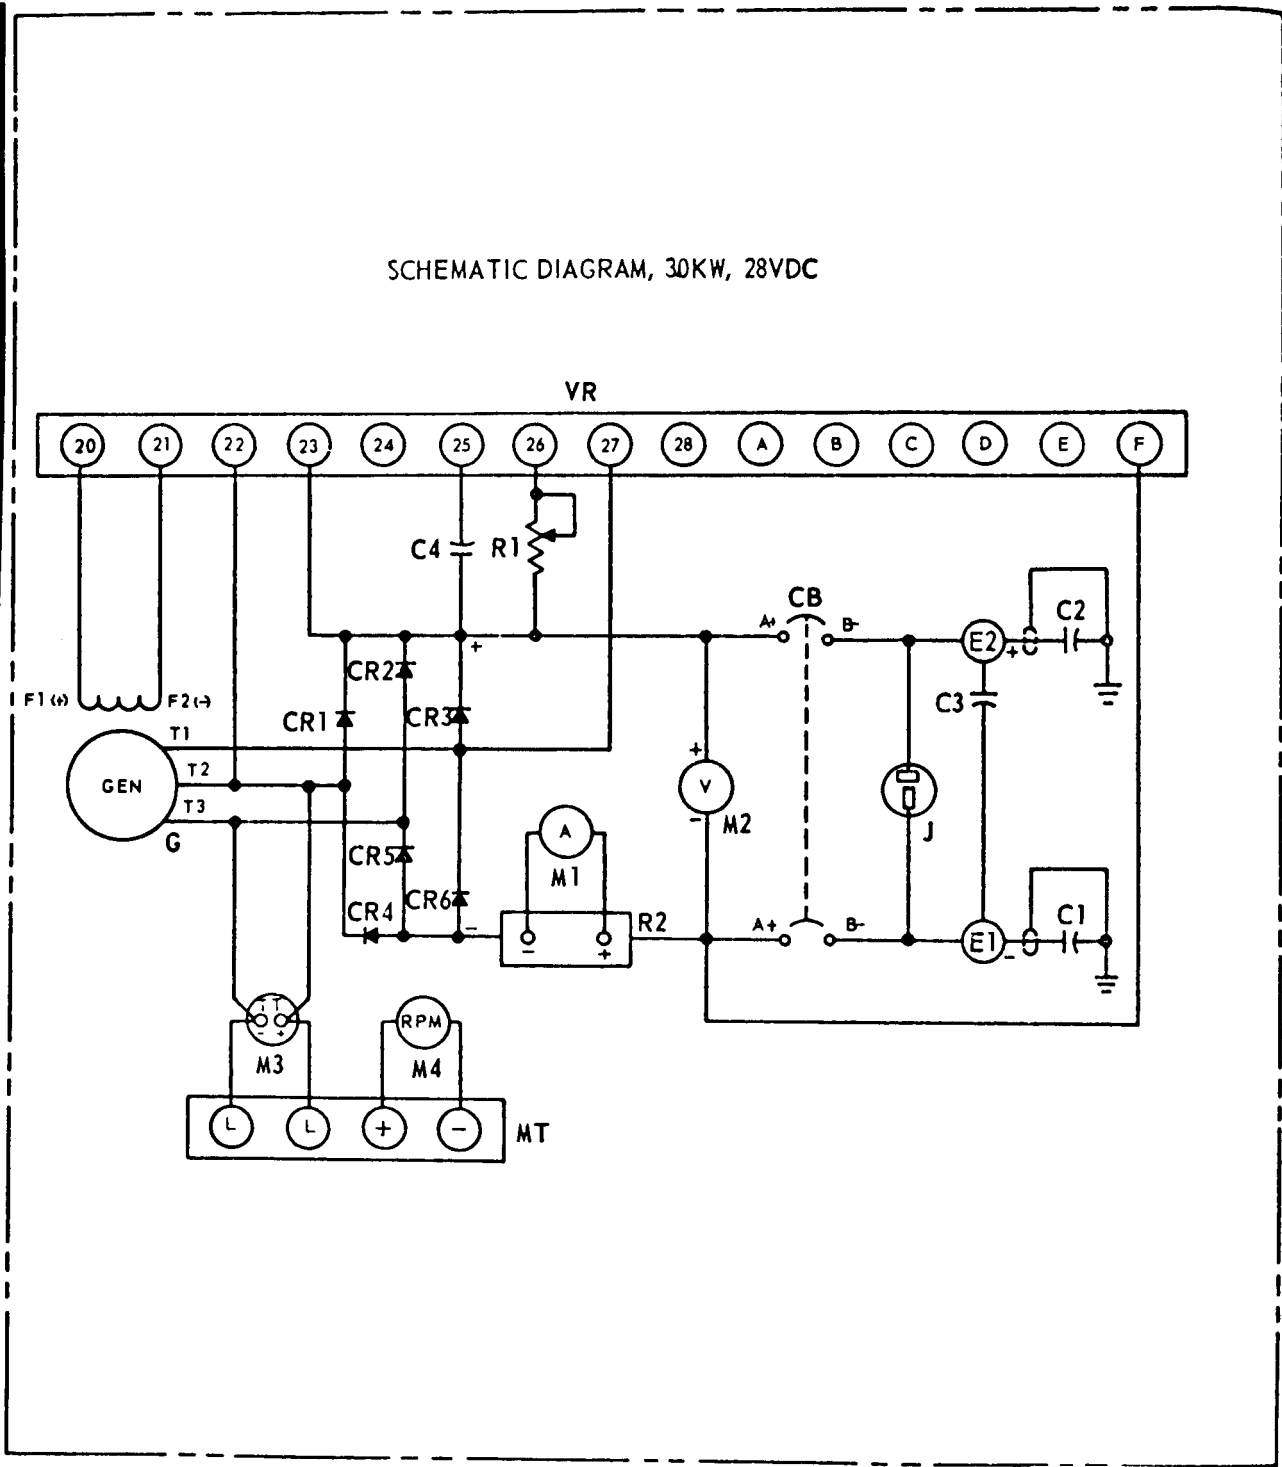 SCHEMATIC DIAGRAM, 3.0KW, 28VDC
VR
20 21 22 23 24 25 26 27 28 A B C D E F
C4 R1
CB
A+ B-
C2
+
E2 +
CR2
C3
F1 (+) F2 (-)
CR1 CR3
T1
+
GEN T2
V
T3
- M2
G
A
J
CR5
M1
CR4 CR6
C1
- - + R2
A+ B-
E1 -
T T
- +
RPM
M3 M4
L L + - MT